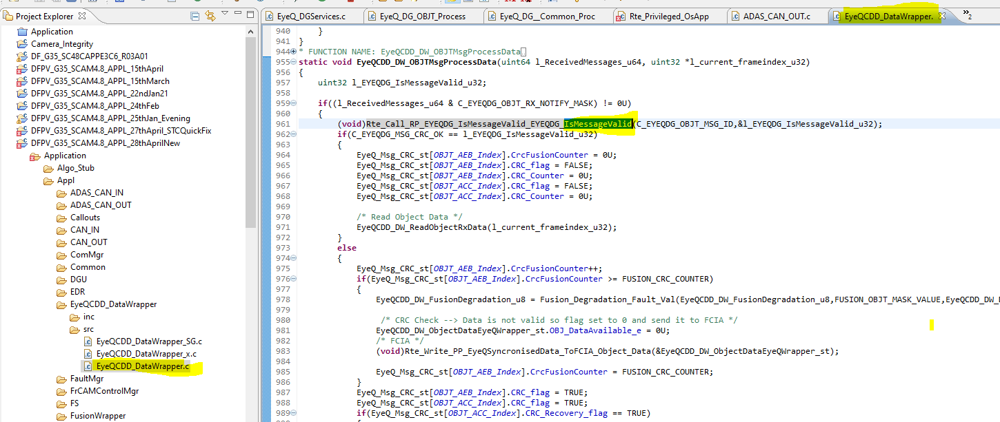 Project Explorer
Application
Camera_Integrity
DF_G35_SC48CAPPE3C6_R03A01
DFPV_G35_SCAM4.8_APPL_15thApril
DFPV_G35_SCAM4.8_APPL_15thMarch
DFPV_G35_SCAM4.8_APPL_22ndJan21
DFPV_G35_SCAM4.8_APPL_24thFeb
DFPV_G35_SCAM4.8_APPL_25thJan_Evening
DFPV_G35_SCAM4.8_APPL_27thApril_STCQuickFix
DFPV_G35_SCAM4.8_APPL_28thAprilNew
Application
Algo_Stub
Appl
ADAS_CAN_IN
ADAS_CAN_OUT
Callouts
CAN_IN
CAN_OUT
ComMgr
Common
DGU
EDR
EyeQCDD_DataWrapper
inc
src
EyeQCDD_DataWrapper_SG.c
EyeQCDD_DataWrapper_x.c
EyeQCDD_DataWrapper.c
FaultMgr
FrCAMControlMgr
FS
FusionWrapper
EyeQ_DGServices.c
EyeQ_DG_OBJT_Process
EyeQ_DG__Common_Proc
Rte_Privileged_OsApp
ADAS_CAN_OUT.c
EyeQCDD_DataWrapper.
»2
940 }
941 }
944 * FUNCTION NAME: EyeQCDD_DW_OBJTMsgProcessData..
955 static void EyeQCDD_DW_OBJTMsgProcessData(uint64 l_ReceivedMessages_u64, uint32 *l_current_frameindex_u32)
956 {
957 uint32 l_EYEQDG_IsMessageValid_u32;
958
959 if((l_ReceivedMessages_u64 & C_EYEQDG_OBJT_RX_NOTIFY_MASK) != 0U)
960 {
961 (void)Rte_Call_RP_EYEQDG_IsMessageValid_EYEQDG_IsMessageValid(C_EYEQDG_OBJT_MSG_ID,&l_EYEQDG_IsMessageValid_u32);
962 if(C_EYEQDG_MSG_CRC_OK == l_EYEQDG_IsMessageValid_u32)
963 {
964 EyeQ_Msg_CRC_st[OBJT_AEB_Index].CrcFusionCounter = 0U;
965 EyeQ_Msg_CRC_st[OBJT_AEB_Index].CRC_flag = FALSE;
966 EyeQ_Msg_CRC_st[OBJT_AEB_Index].CRC_Counter = 0U;
967 EyeQ_Msg_CRC_st[OBJT_ACC_Index].CRC_flag = FALSE;
968 EyeQ_Msg_CRC_st[OBJT_ACC_Index].CRC_Counter = 0U;
969
970 /* Read Object Data */
971 EyeQCDD_DW_ReadObjectRxData(l_current_frameindex_u32);
972 }
973 else
974 {
975 EyeQ_Msg_CRC_st[OBJT_AEB_Index].CrcFusionCounter++;
976 if(EyeQ_Msg_CRC_st[OBJT_AEB_Index].CrcFusionCounter >= FUSION_CRC_COUNTER)
977 {
978 EyeQCDD_DW_FusionDegradation_u8 = Fusion_Degradation_Fault_Val(EyeQCDD_DW_FusionDegradation_u8,FUSION_OBJT_MASK_VALUE,EyeQCDD_DW_D
979
980 /* CRC Check --> Data is not valid so flag set to 0 and send it to FCIA */
981 EyeQCDD_DW_ObjectDataEyeQWrapper_st.OBJ_DataAvailable_e = 0U;
982 /* FCIA */
983 (void)Rte_Write_PP_EyeQSyncronisedData_ToFCIA_Object_Data(&EyeQCDD_DW_ObjectDataEyeQWrapper_st);
984
985 EyeQ_Msg_CRC_st[OBJT_AEB_Index].CrcFusionCounter = FUSION_CRC_COUNTER;
986 }
987 EyeQ_Msg_CRC_st[OBJT_AEB_Index].CRC_flag = TRUE;
988 EyeQ_Msg_CRC_st[OBJT_ACC_Index].CRC_flag = TRUE;
989 if(EyeQ_Msg_CRC_st[OBJT_ACC_Index].CRC_Recovery_flag == TRUE)